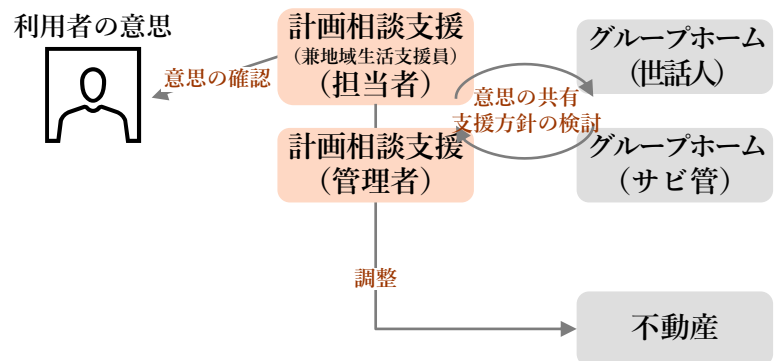 利用者の意思
計画相談支援
（兼地域生活支援員）
（担当者）
グループホーム
（世話人）
意思の確認
意思の共有
支援方針の検討
計画相談支援
（管理者）
グループホーム
（サビ管）
調整
不動産